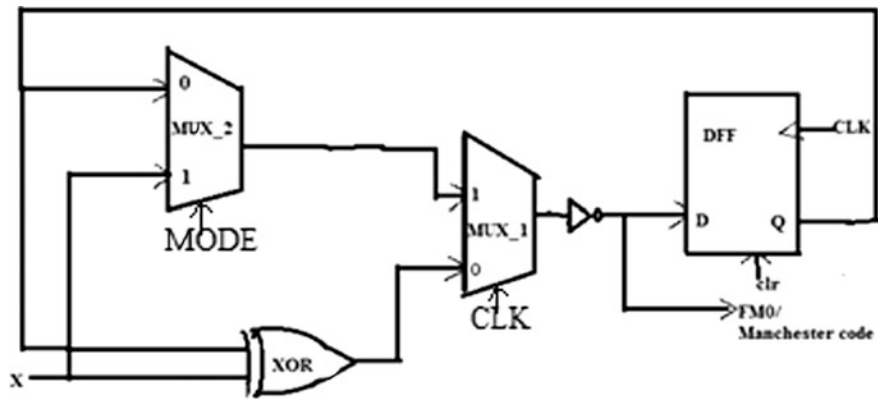 0
MUX_2
1
MODE
X
XOR
1
MUX_1
0
CLK
DFF
CLK
D
Q
clr
FM0/
Manchester code